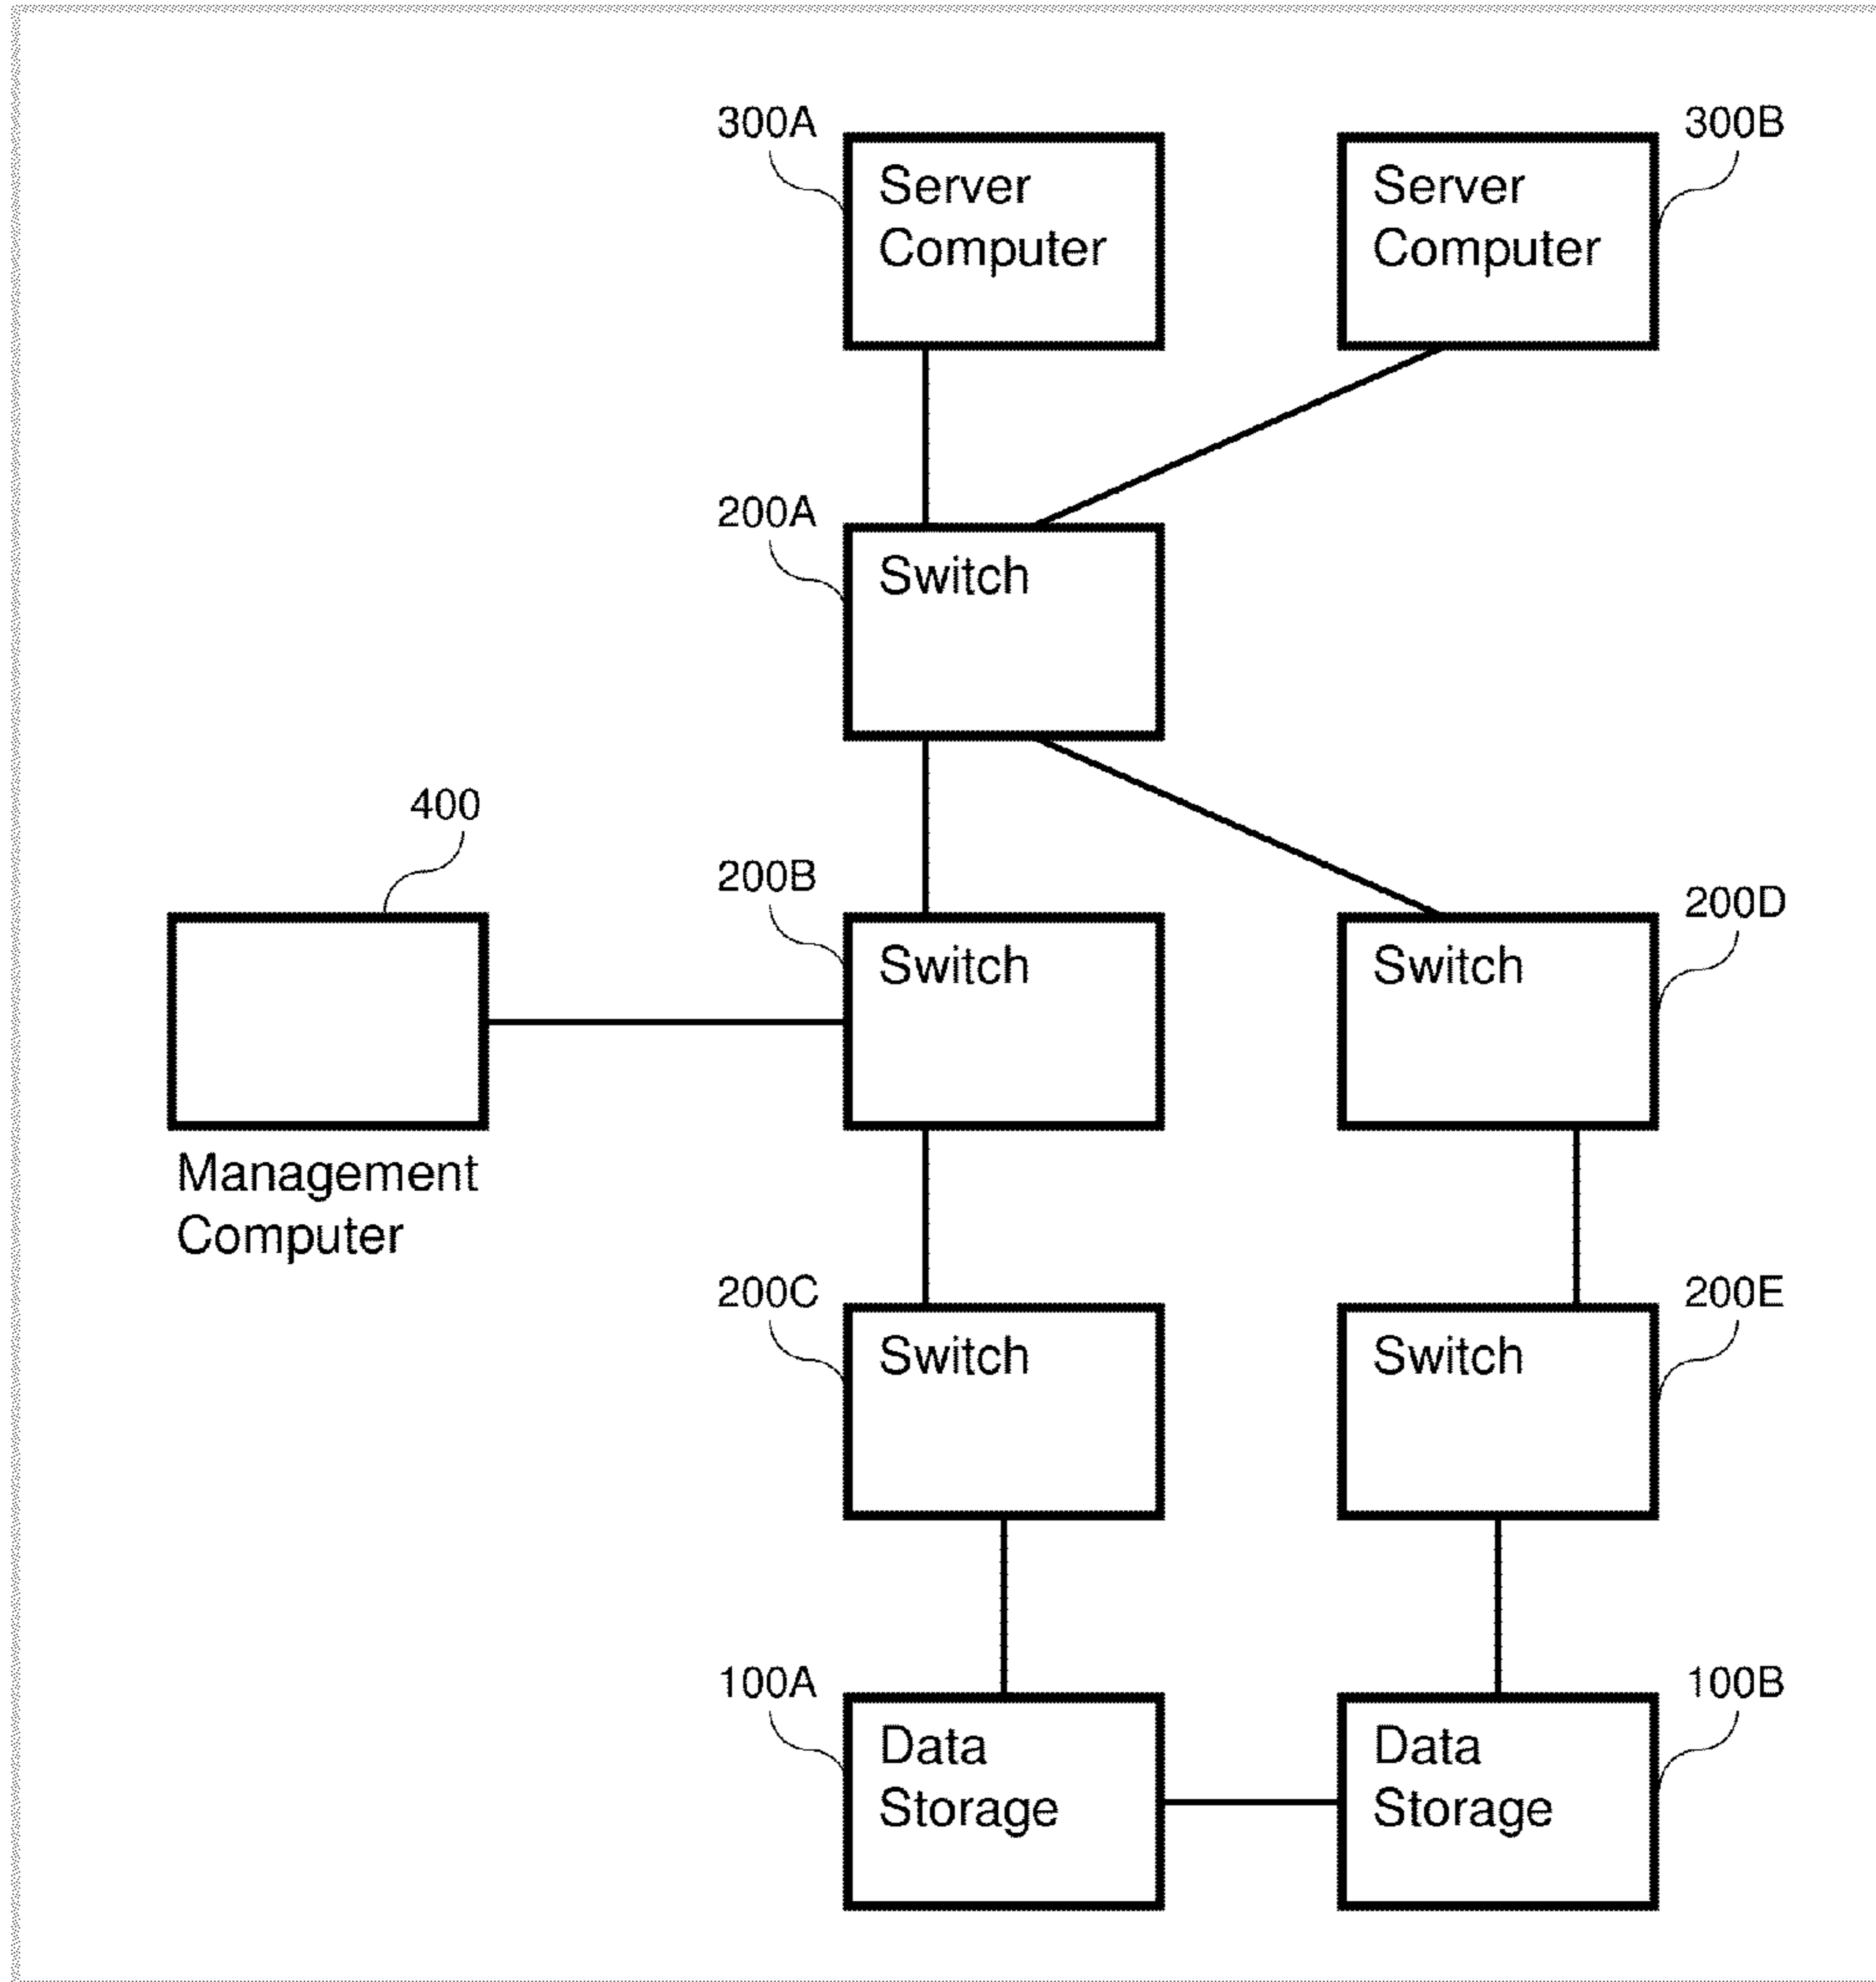 300A
Server
Computer
Server
Computer
300B
200A
Switch
400
200B
Switch
Switch
200D
Management
Computer
200C
Switch
Switch
200E
100A
Data
Storage
Data
Storage
100B